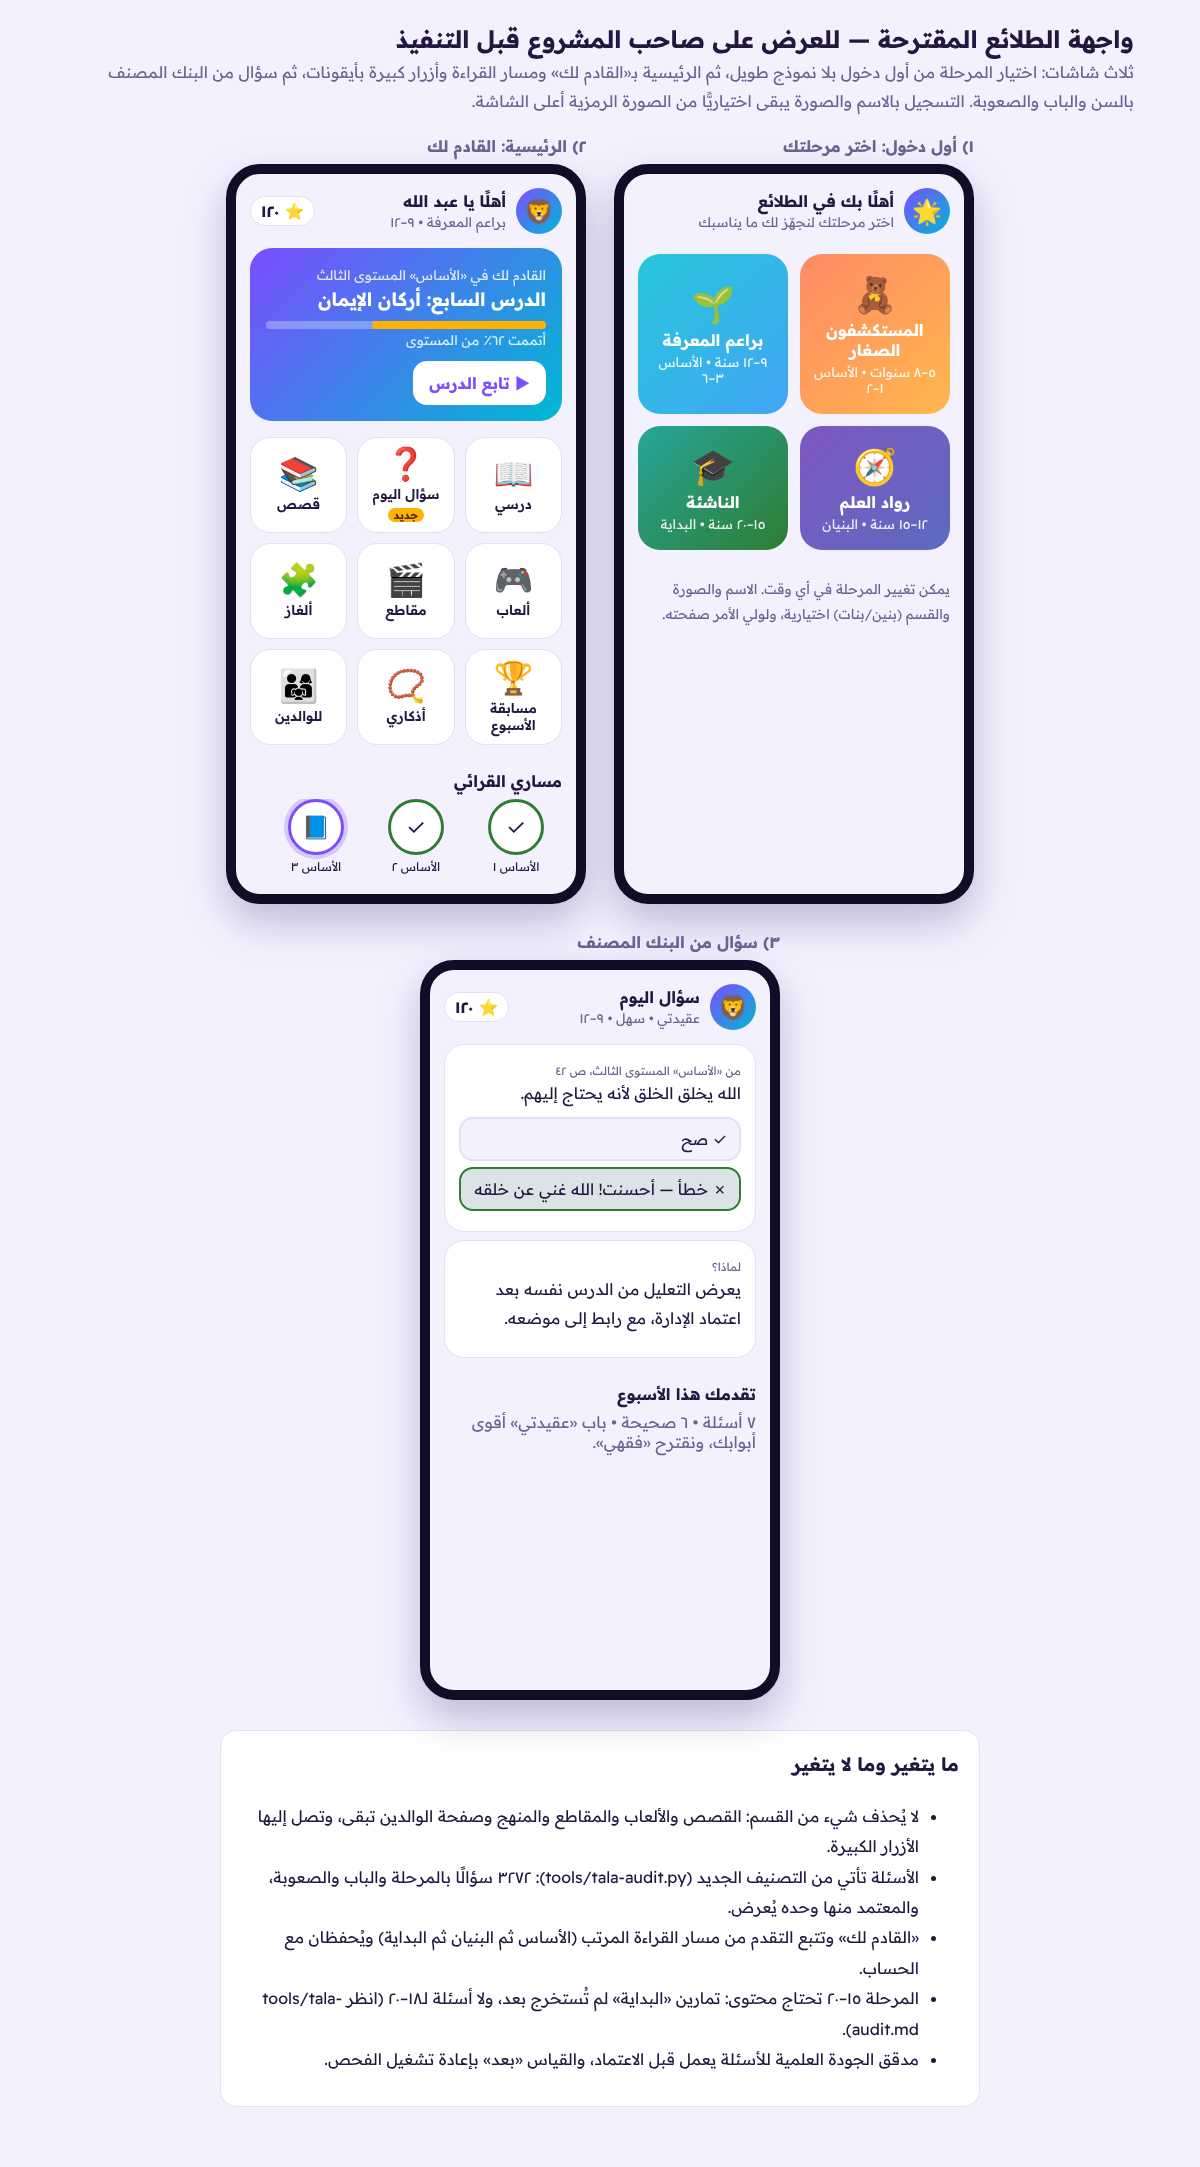 واجهة الطلائع المقترحة — للعرض على صاحب المشروع قبل التنفيذ
ثلاث شاشات: اختيار المرحلة من أول دخول بلا نموذج طويل، ثم الرئيسية بـ«القادم لك» ومسار القراءة وأزرار كبيرة بأيقونات، ثم سؤال من البنك المصنف
بالسن والباب والصعوبة. التسجيل بالاسم والصورة يبقى اختياريًّا من الصورة الرمزية أعلى الشاشة.
١) أول دخول: اختر مرحلتك
أهلًا بك في الطلائع
اختر مرحلتك لنجهّز لك ما يناسبك
المستكشفون
الصغار
٥–٨ سنوات • الأساس
١-٢
براعم المعرفة
٩–١٢ سنة • الأساس
٣-٦
رواد العلم
١٢–١٥ سنة • البنيان
الناشئة
١٥–٢٠ سنة • البداية
يمكن تغيير المرحلة في أي وقت. الاسم والصورة
والقسم (بنين/بنات) اختيارية، ولولي الأمر صفحته.
٢) الرئيسية: القادم لك
أهلًا يا عبد الله
براعم المعرفة • ٩–١٢
⭐ ١٢٠
القادم لك في «الأساس» المستوى الثالث
الدرس السابع: أركان الإيمان
أتممت ٦٢٪ من المستوى
▶ تابع الدرس
درسي
سؤال اليوم
جديد
قصص
ألعاب
مقاطع
ألغاز
مسابقة
الأسبوع
أذكاري
للوالدين
مساري القرائي
✓
الأساس ١
✓
الأساس ٢
الأساس ٣
٣) سؤال من البنك المصنف
سؤال اليوم
عقيدتي • سهل • ٩–١٢
⭐ ١٢٠
من «الأساس» المستوى الثالث، ص ٤٢
الله يخلق الخلق لأنه يحتاج إليهم.
✓ صح
✕ خطأ — أحسنت! الله غني عن خلقه
لماذا؟
يعرض التعليل من الدرس نفسه بعد
اعتماد الإدارة، مع رابط إلى موضعه.
تقدمك هذا الأسبوع
٧ أسئلة • ٦ صحيحة • باب «عقيدتي» أقوى
أبوابك، ونقترح «فقهي».
ما يتغير وما لا يتغير
• لا يُحذف شيء من القسم: القصص والألعاب والمقاطع والمنهج وصفحة الوالدين تبقى، وتصل إليها
الأزرار الكبيرة.
• الأسئلة تأتي من التصنيف الجديد (tools/tala-audit.py): ٣٢٧٢ سؤالًا بالمرحلة والباب والصعوبة،
والمعتمد منها وحده يُعرض.
• «القادم لك» وتتبع التقدم من مسار القراءة المرتب (الأساس ثم البنيان ثم البداية) ويُحفظان مع
الحساب.
• المرحلة ١٥–٢٠ تحتاج محتوى: تمارين «البداية» لم تُستخرج بعد، ولا أسئلة لـ١٨–٢٠ (انظر tools/tala-
audit.md).
• مدقق الجودة العلمية للأسئلة يعمل قبل الاعتماد، والقياس «بعد» بإعادة تشغيل الفحص.